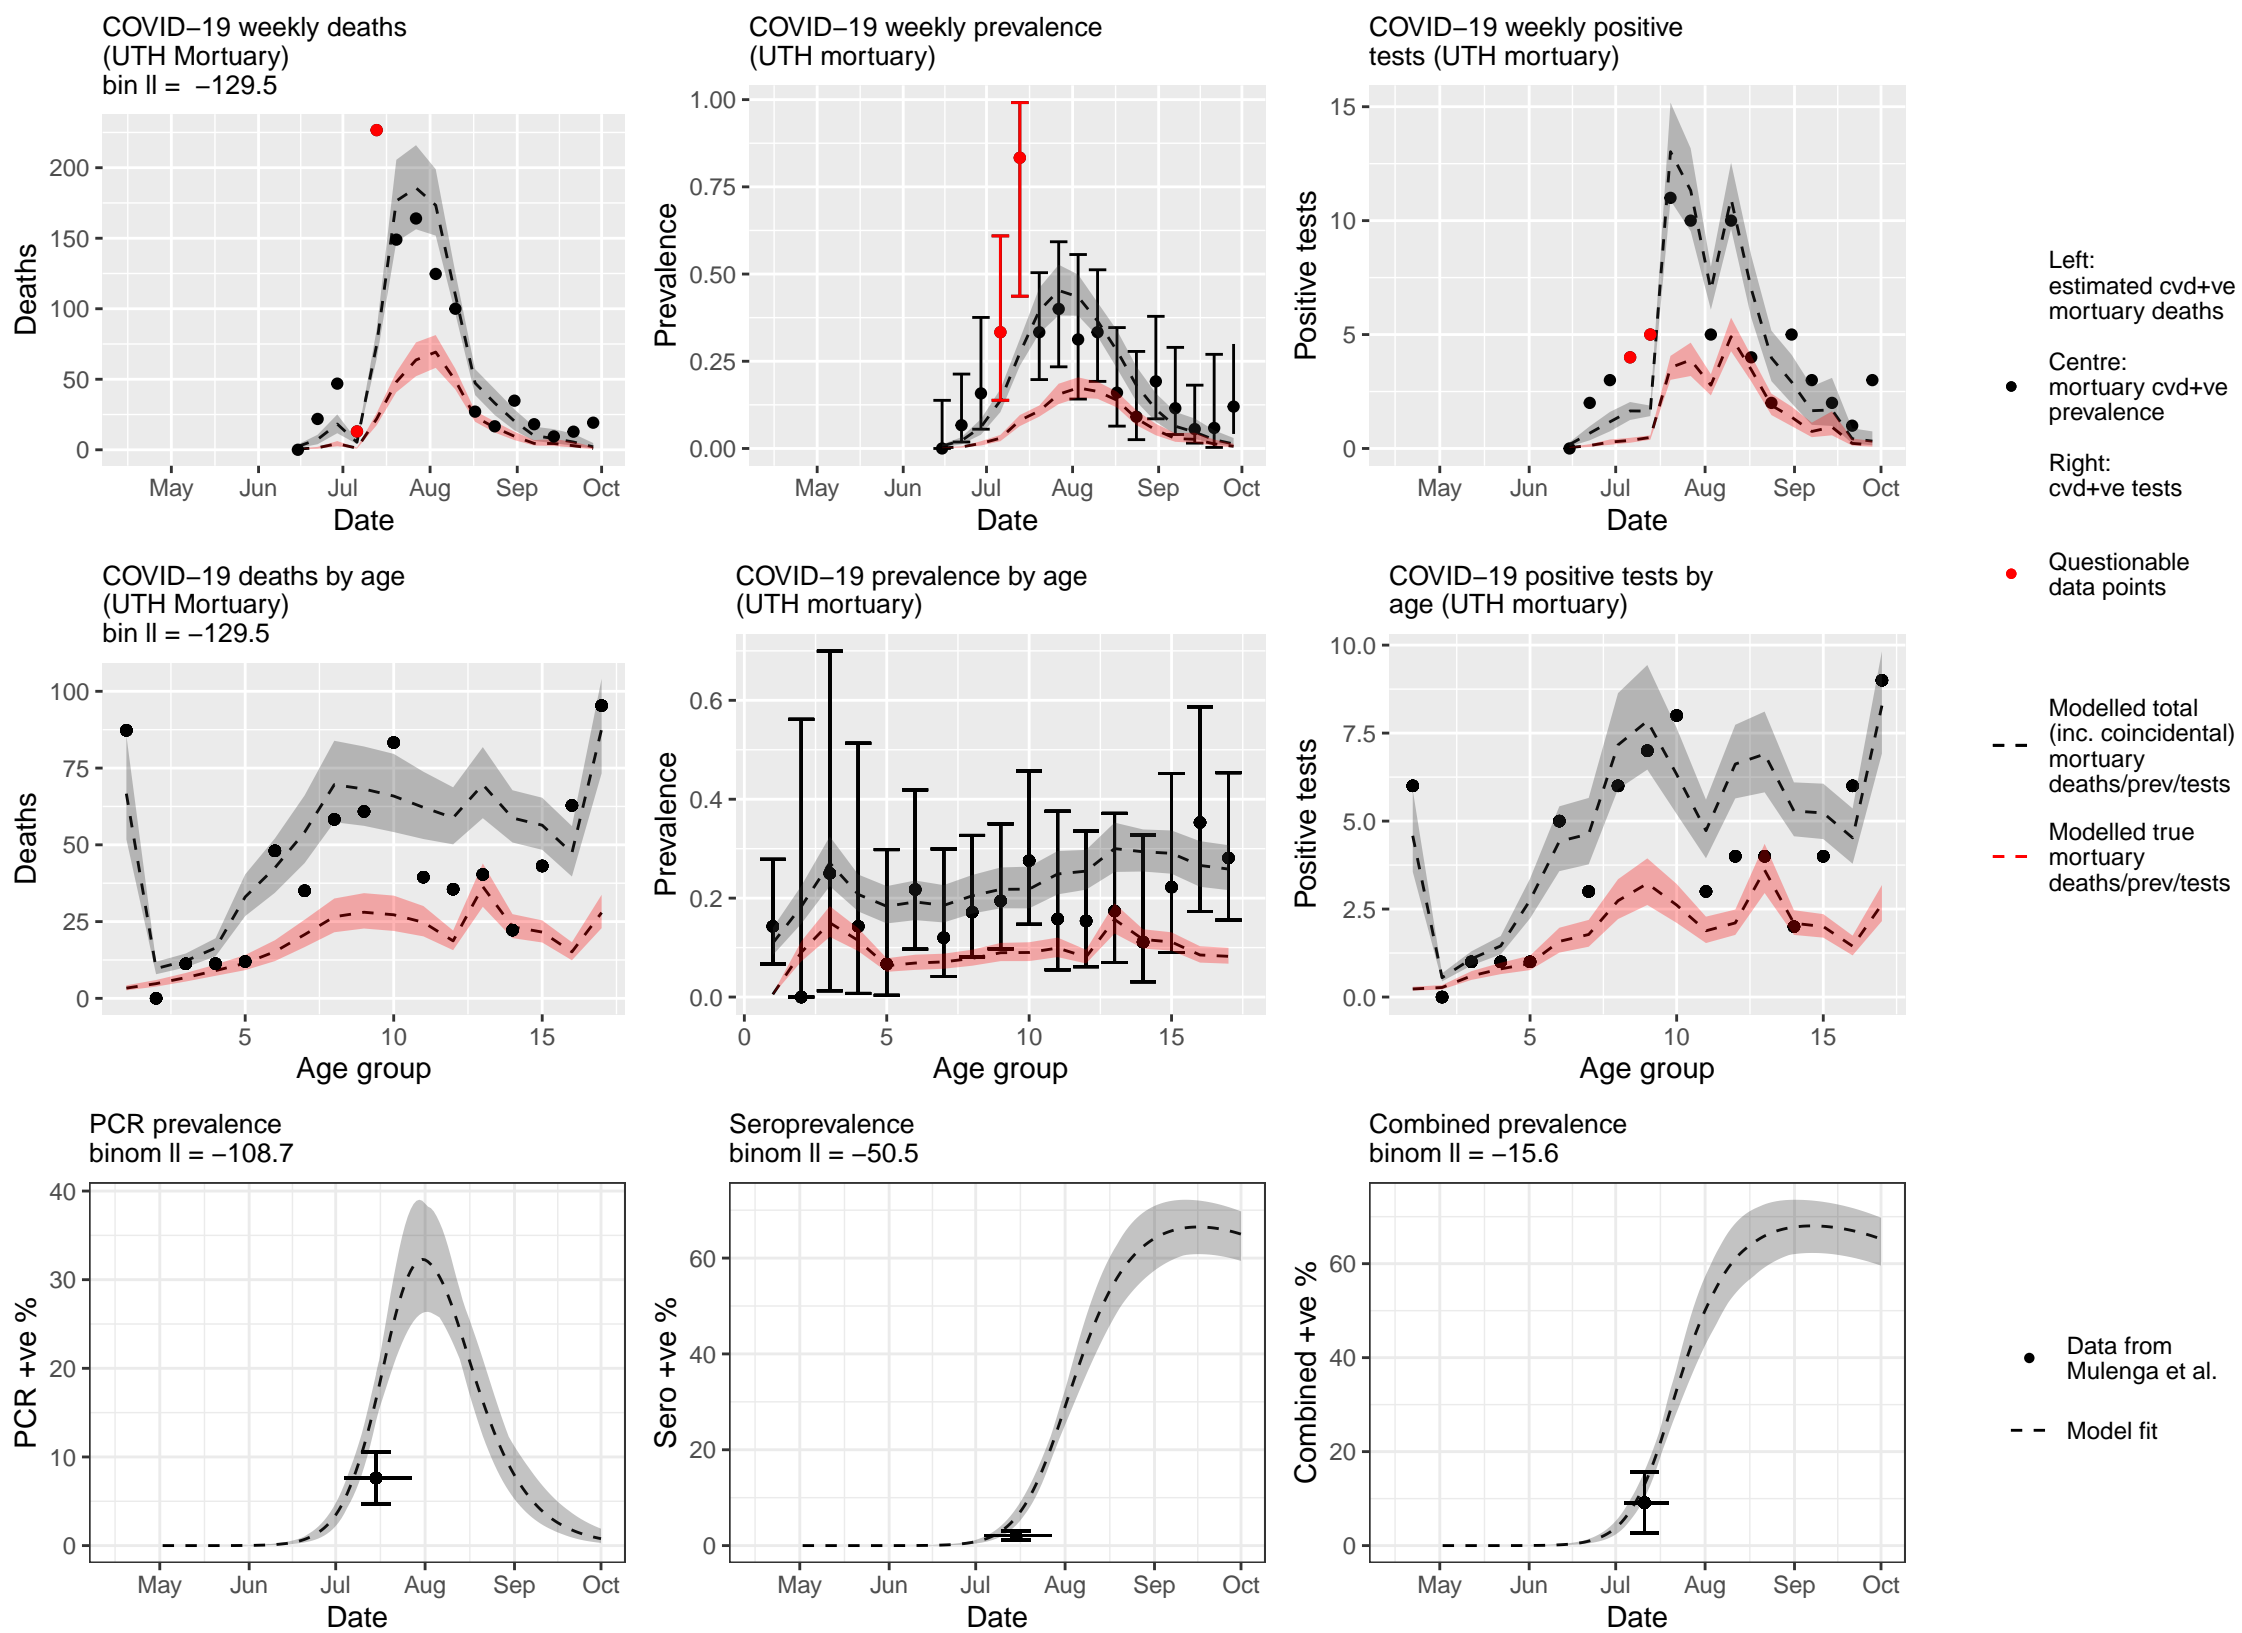 COVID−19 weekly deaths
(UTH Mortuary)
bin ll =  −129.5
200
150
100
50
0
Deaths
May Jun Jul Aug Sep Oct
Date
COVID−19 weekly prevalence
(UTH mortuary)
1.00
0.75
0.50
0.25
0.00
Prevalence
May Jun Jul Aug Sep Oct
Date
COVID−19 weekly positive
tests (UTH mortuary)
15
10
5
0
Positive tests
May Jun Jul Aug Sep Oct
Date
Left:
estimated cvd+ve
mortuary deaths
Centre:
mortuary cvd+ve
prevalence
Right:
cvd+ve tests
Questionable
data points
COVID−19 deaths by age
(UTH Mortuary)
bin ll = −129.5
100
75
50
25
0
Deaths
5 10 15
Age group
COVID−19 prevalence by age
(UTH mortuary)
0.6
0.4
0.2
0.0
Prevalence
0 5 10 15
Age group
COVID−19 positive tests by
age (UTH mortuary)
10.0
7.5
5.0
2.5
0.0
Positive tests
5 10 15
Age group
Modelled total
(inc. coincidental)
mortuary
deaths/prev/tests
Modelled true
mortuary
deaths/prev/tests
PCR prevalence
binom ll = −108.7
40
30
20
10
0
PCR +ve %
May Jun Jul Aug Sep Oct
Date
Seroprevalence
binom ll = −50.5
60
40
20
0
Sero +ve %
May Jun Jul Aug Sep Oct
Date
Combined prevalence
binom ll = −15.6
60
40
20
0
Combined +ve %
May Jun Jul Aug Sep Oct
Date
Data from
Mulenga et al.
Model fit